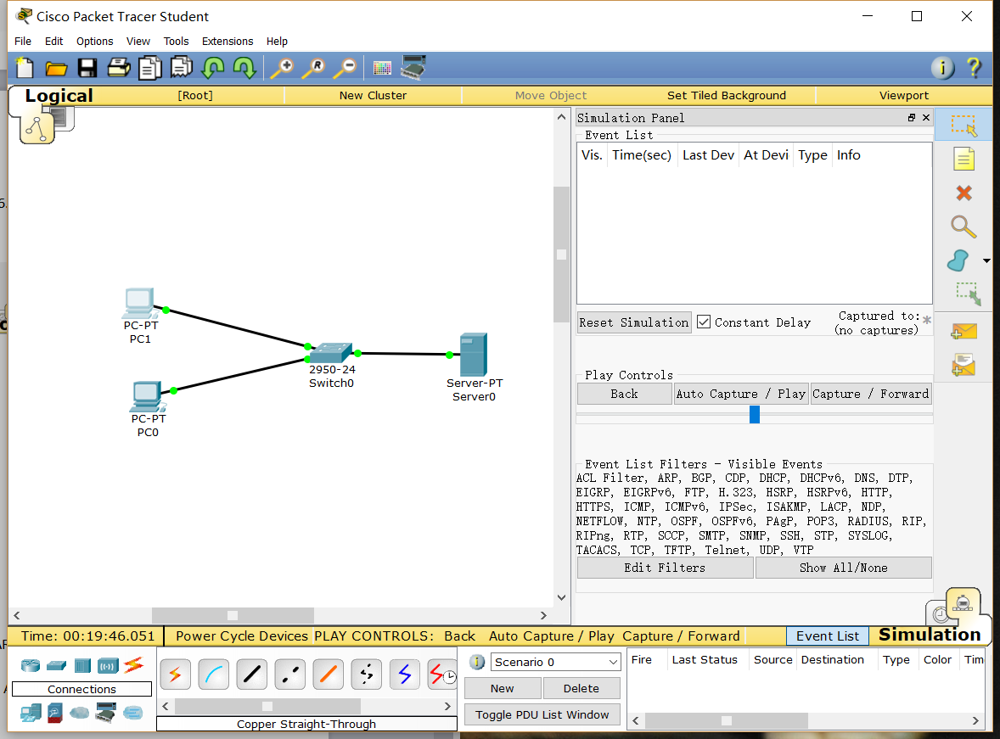 Cisco Packet Tracer Student
File Edit Options View Tools Extensions Help
Logical [Root] New Cluster Move Object Set Tiled Background Viewport
Simulation Panel
Event List
Vis. Time(sec) Last Dev At Devi Type Info
PC-PT
PC1
2950-24
Switch0
Server-PT
Server0
PC-PT
PC0
Reset Simulation Constant Delay Captured to: *
(no captures)
Play Controls
Back Auto Capture / Play Capture / Forward
Event List Filters - Visible Events
ACL Filter, ARP, BGP, CDP, DHCP, DHCPv6, DNS, DTP,
EIGRP, EIGRPv6, FTP, H.323, HSRP, HSRPv6, HTTP,
HTTPS, ICMP, ICMPv6, IPSec, ISAKMP, LACP, NDP,
NETFLOW, NTP, OSPF, OSPFv6, PAgP, POP3, RADIUS, RIP,
RIPng, RTP, SCCP, SMTP, SNMP, SSH, STP, SYSLOG,
TACACS, TCP, TFTP, Telnet, UDP, VTP
Edit Filters Show All/None
Time: 00:19:46.051 Power Cycle Devices PLAY CONTROLS: Back Auto Capture / Play Capture / Forward Event List Simulation
Connections
Copper Straight-Through
Scenario 0
New Delete
Toggle PDU List Window
Fire Last Status Source Destination Type Color Tim